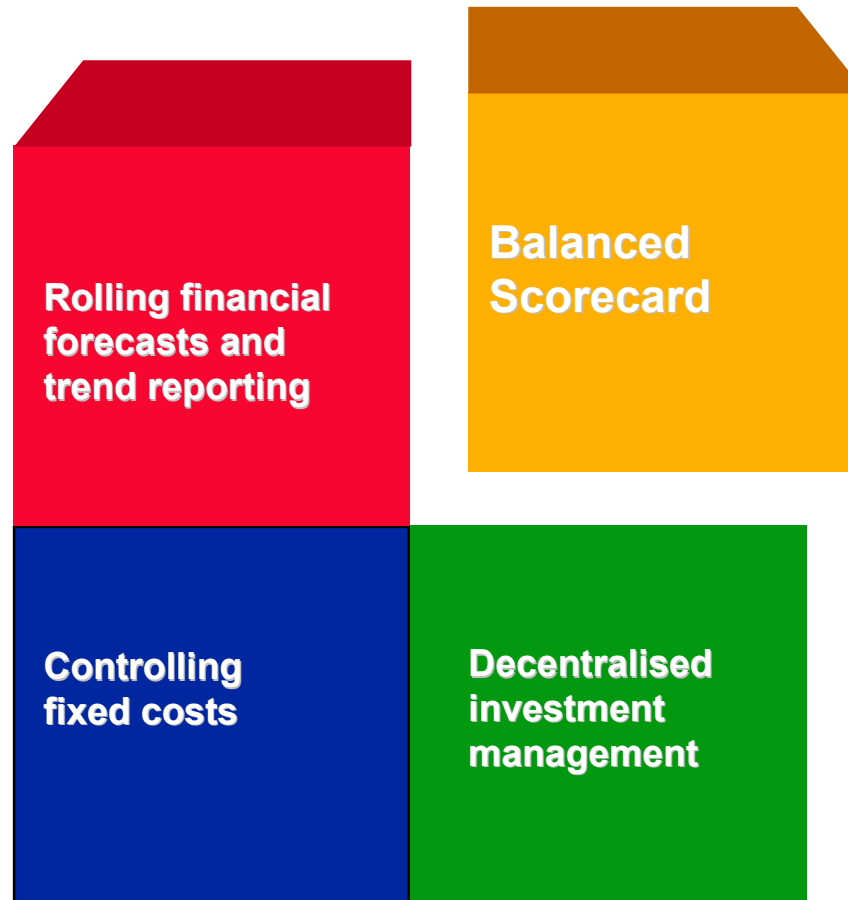 Rolling financial
forecasts and
trend reporting
Balanced
Scorecard
Controlling
fixed costs
Decentralised
investment
management